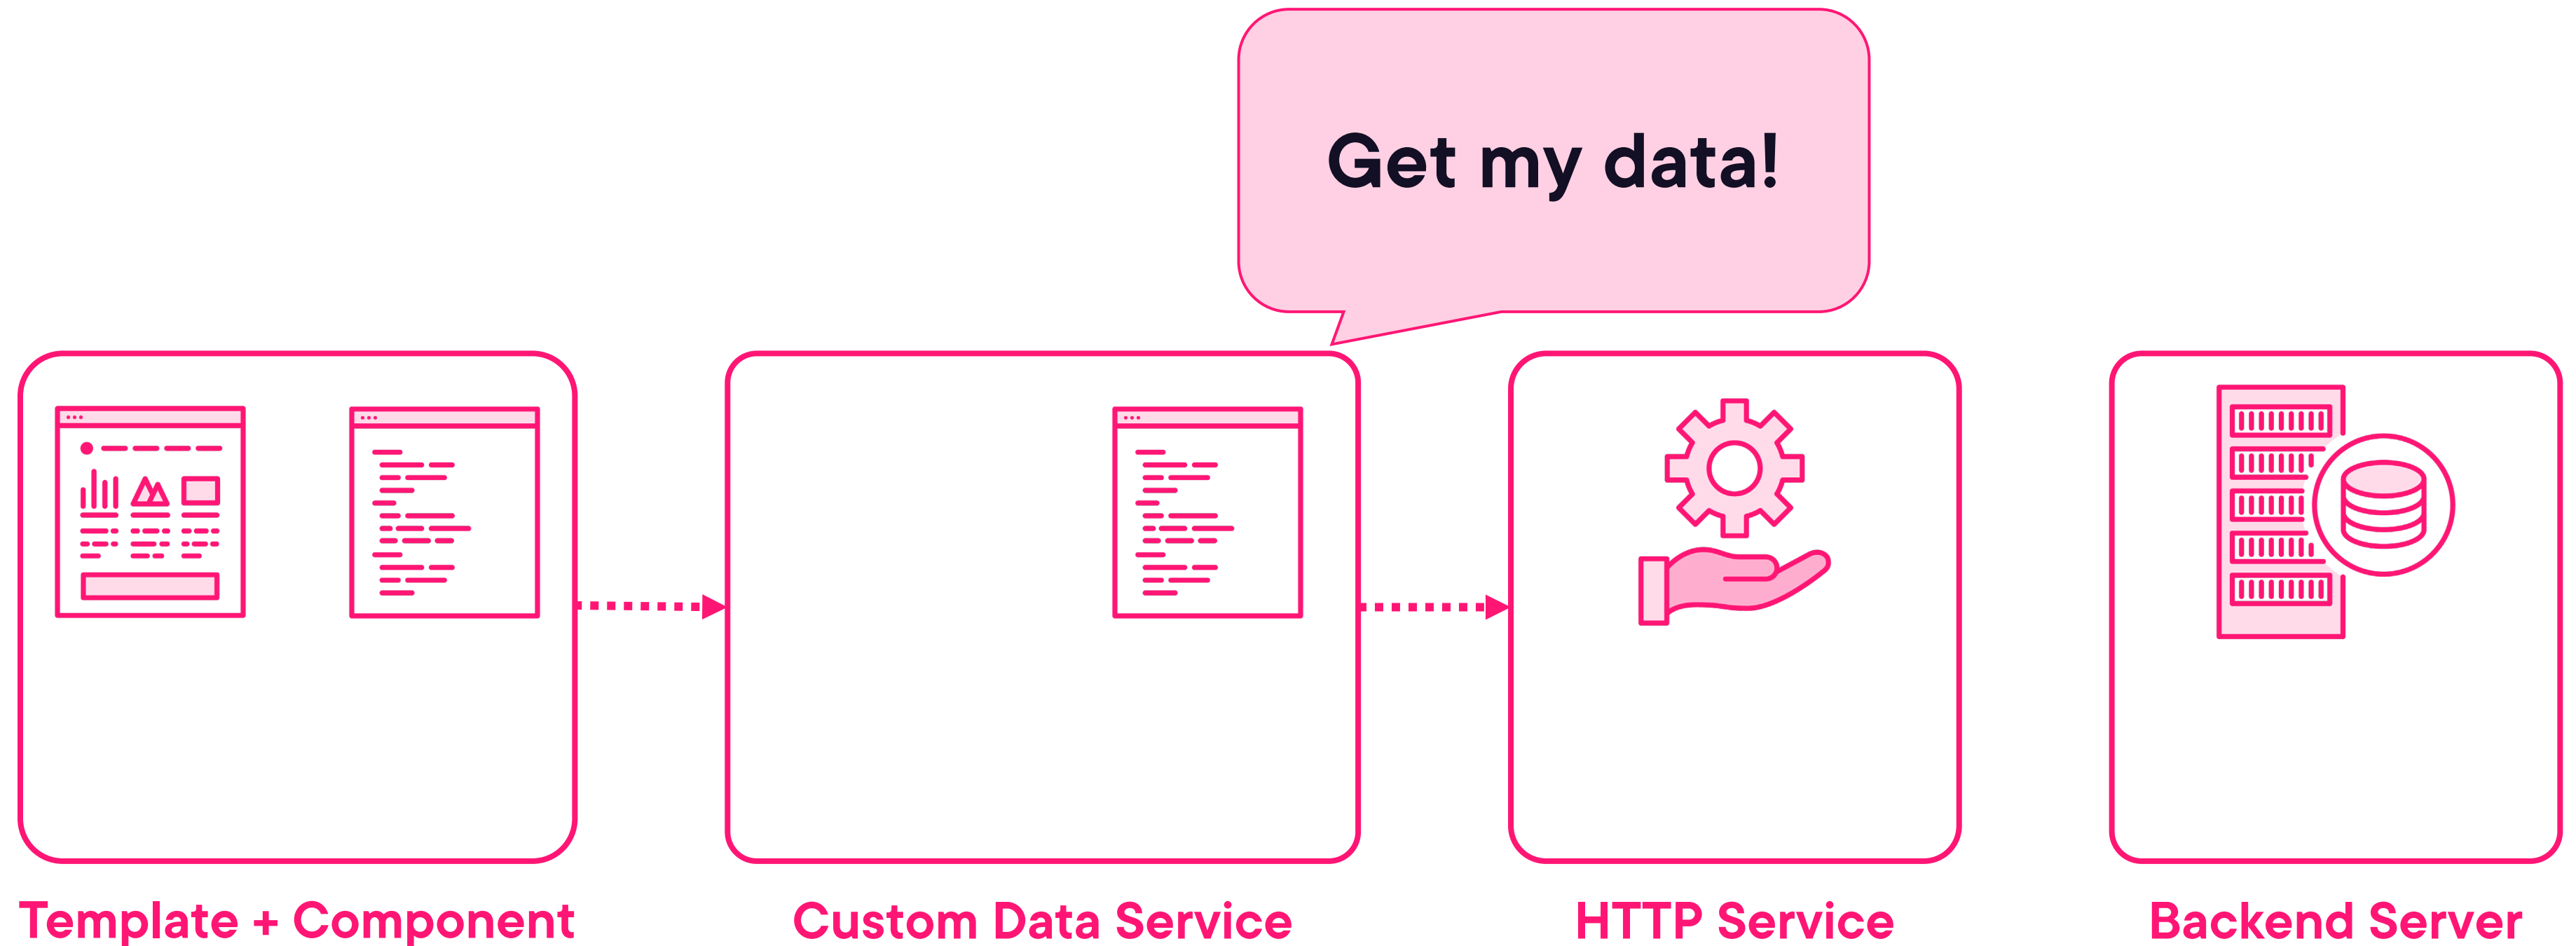 Get my data!
Template + Component
Custom Data Service
HTTP Service
Backend Server